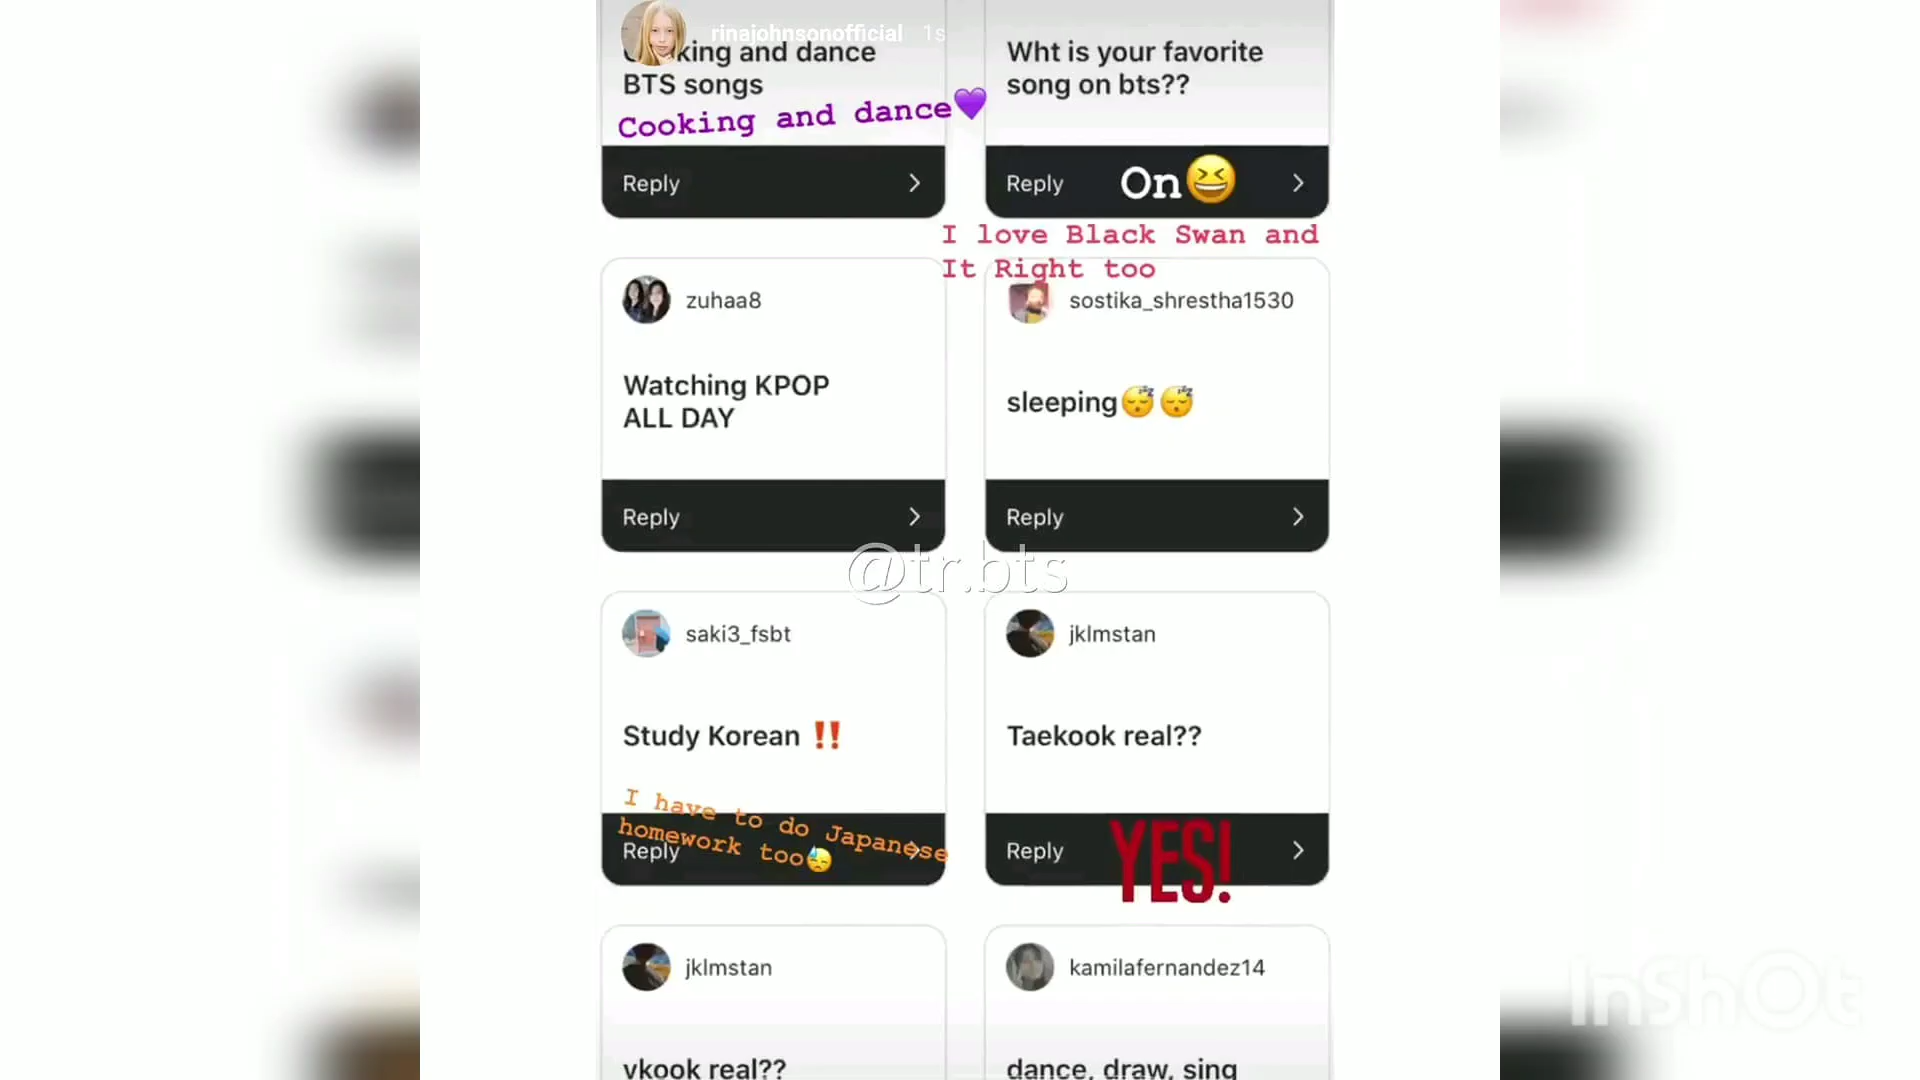 rinajohnsonofficial 1s
king and dance
BTS songs
Cooking and dance💜
Reply
Wht is your favorite
song on bts??
Reply
On😆
I love Black Swan and
It Right too
zuhaa8
Watching KPOP
ALL DAY
Reply
sostika_shrestha1530
sleeping😴😴
Reply
@tr.bts
saki3_fsbt
Study Korean ‼️
I have to do Japanese
homework too😓
Reply
jklmstan
Taekook real??
Reply
YES!
jklmstan
vkook real??
kamilafernandez14
dance, draw, sing
InShOt